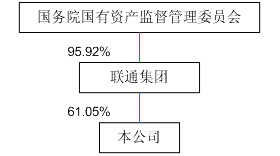 国务院国有资产监督管理委员会
95.92%
联通集团
61.05%
本公司